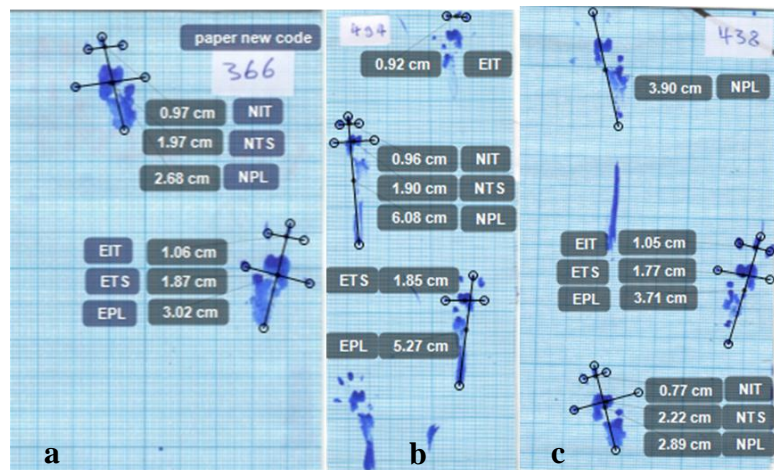 paper new code
366
0.97 cm NIT
1.97 cm NTS
2.68 cm NPL
EIT 1.06 cm
ETS 1.87 cm
EPL 3.02 cm
a
494
0.92 cm EIT
0.96 cm NIT
1.90 cm NTS
6.08 cm NPL
ETS 1.85 cm
EPL 5.27 cm
b
438
3.90 cm NPL
EIT 1.05 cm
ETS 1.77 cm
EPL 3.71 cm
0.77 cm NIT
2.22 cm NTS
2.89 cm NPL
c